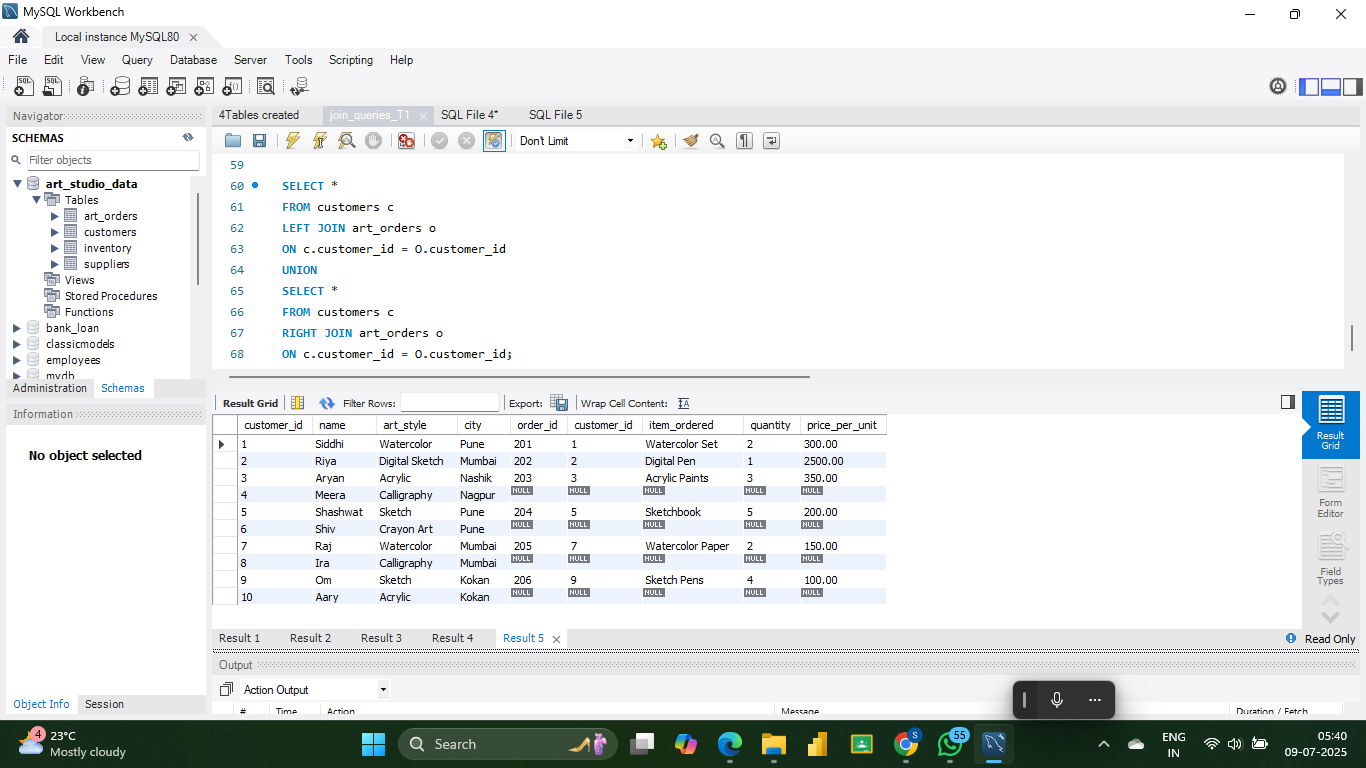 MySQL Workbench
Local instance MySQL80
File Edit View Query Database Server Tools Scripting Help
Navigator
SCHEMAS
Filter objects
art_studio_data
Tables
art_orders
customers
inventory
suppliers
Views
Stored Procedures
Functions
bank_loan
classicmodels
employees
mydb
Administration Schemas
Information
No object selected
Object Info Session
4Tables created join_queries_T1 SQL File 4* SQL File 5
Don't Limit
59
60 SELECT *
61 FROM customers c
62 LEFT JOIN art_orders o
63 ON c.customer_id = O.customer_id
64 UNION
65 SELECT *
66 FROM customers c
67 RIGHT JOIN art_orders o
68 ON c.customer_id = O.customer_id;
Result Grid Filter Rows: Export: Wrap Cell Content:
customer_id name art_style city order_id customer_id item_ordered quantity price_per_unit
1 Siddhi Watercolor Pune 201 1 Watercolor Set 2 300.00
2 Riya Digital Sketch Mumbai 202 2 Digital Pen 1 2500.00
3 Aryan Acrylic Nashik 203 3 Acrylic Paints 3 350.00
4 Meera Calligraphy Nagpur NULL NULL NULL NULL NULL
5 Shashwat Sketch Pune 204 5 Sketchbook 5 200.00
6 Shiv Crayon Art Pune NULL NULL NULL NULL NULL
7 Raj Watercolor Mumbai 205 7 Watercolor Paper 2 150.00
8 Ira Calligraphy Mumbai NULL NULL NULL NULL NULL
9 Om Sketch Kokan 206 9 Sketch Pens 4 100.00
10 Aary Acrylic Kokan NULL NULL NULL NULL NULL
Result Grid
Form Editor
Field Types
Result 1 Result 2 Result 3 Result 4 Result 5
Read Only
Output
Action Output
# Time Action Message Duration / Fetch
4
23°C
Mostly cloudy
Search
S
55
ENG
IN
05:40
09-07-2025